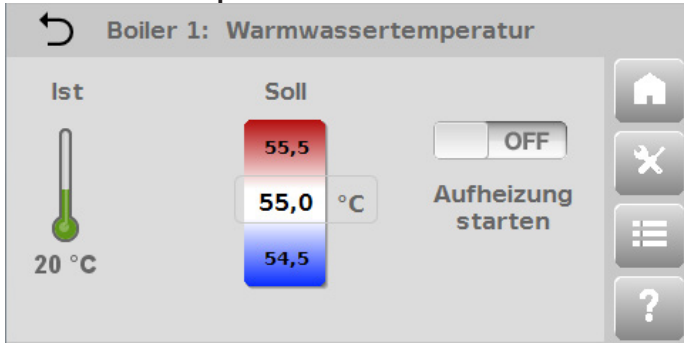 Boiler 1: Warmwassertemperatur
Ist
20 °C
Soll
55,5
55,0 °C
54,5
OFF
Aufheizung
starten
?